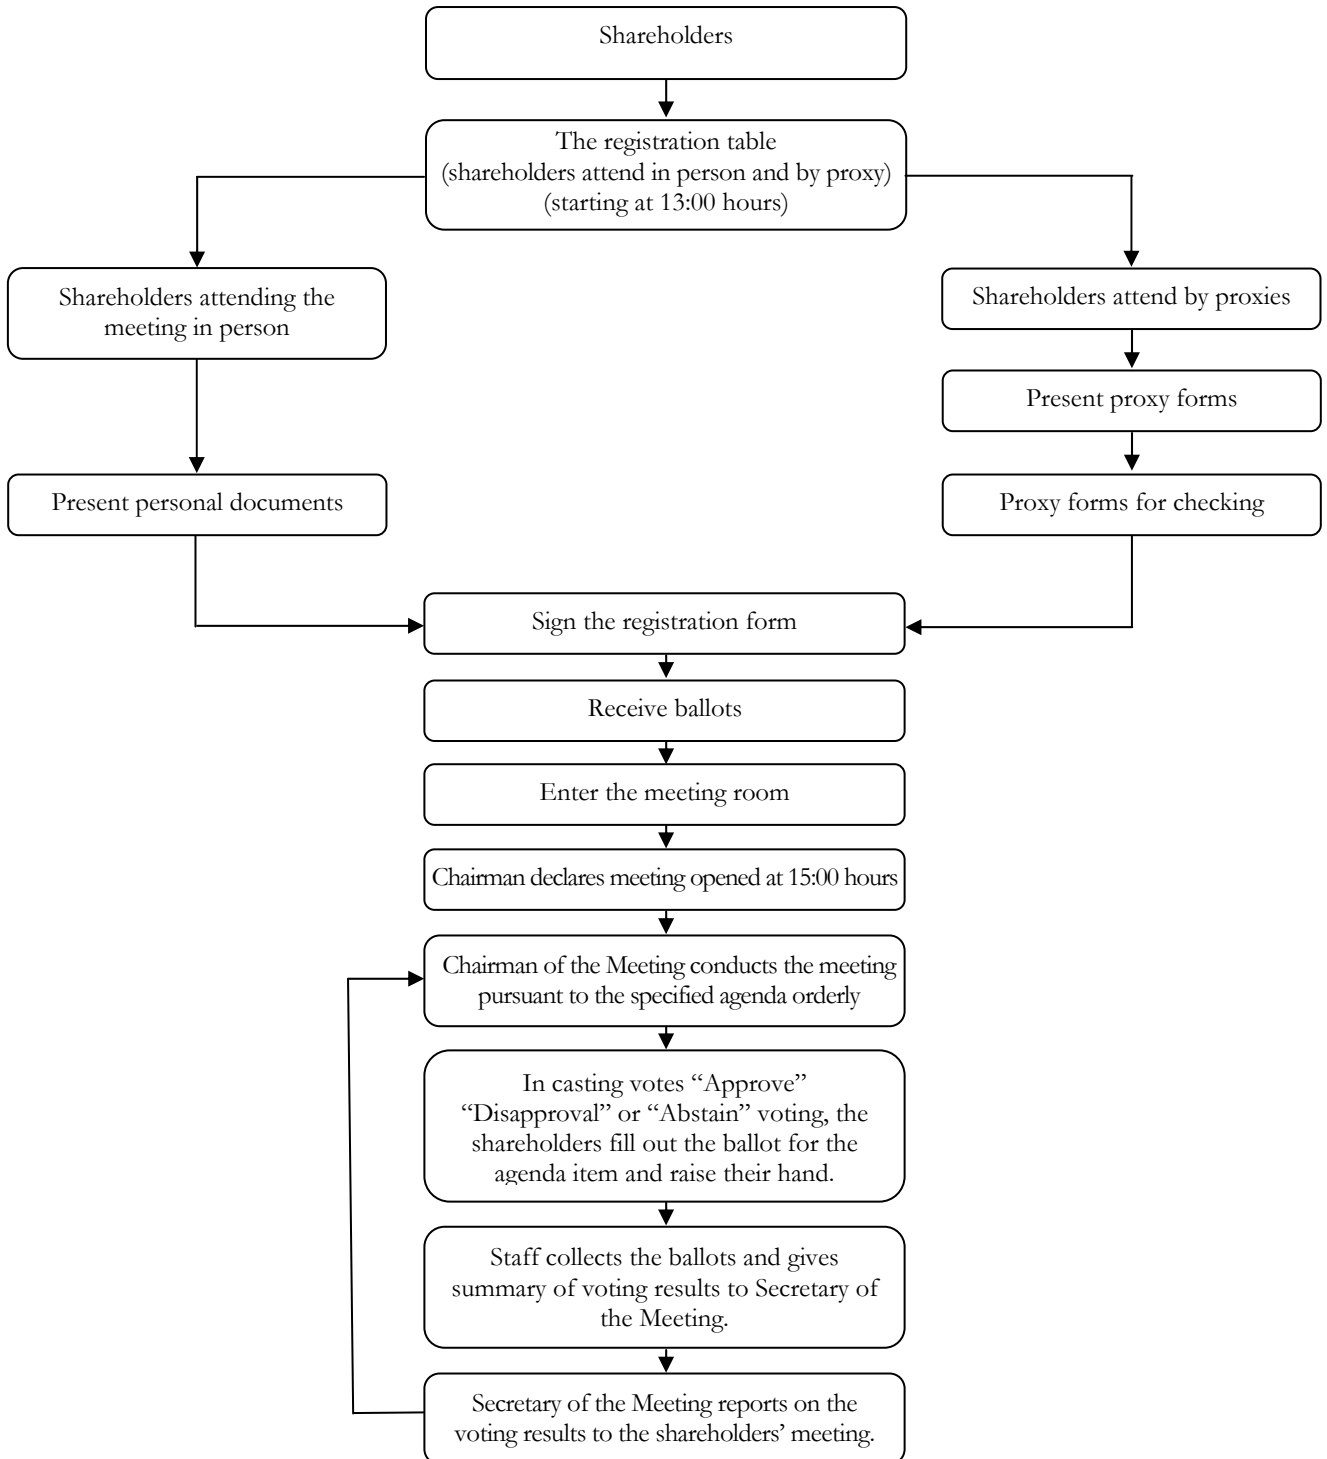 Shareholders
The registration table
(shareholders attend in person and by proxy)
(starting at 13:00 hours)
Shareholders attending the
meeting in person
Shareholders attend by proxies
Present proxy forms
Present personal documents
Proxy forms for checking
Sign the registration form
Receive ballots
Enter the meeting room
Chairman declares meeting opened at 15:00 hours
Chairman of the Meeting conducts the meeting
pursuant to the specified agenda orderly
In casting votes “Approve”
“Disapproval” or “Abstain” voting, the
shareholders fill out the ballot for the
agenda item and raise their hand.
Staff collects the ballots and gives
summary of voting results to Secretary of
the Meeting.
Secretary of the Meeting reports on the
voting results to the shareholders’ meeting.